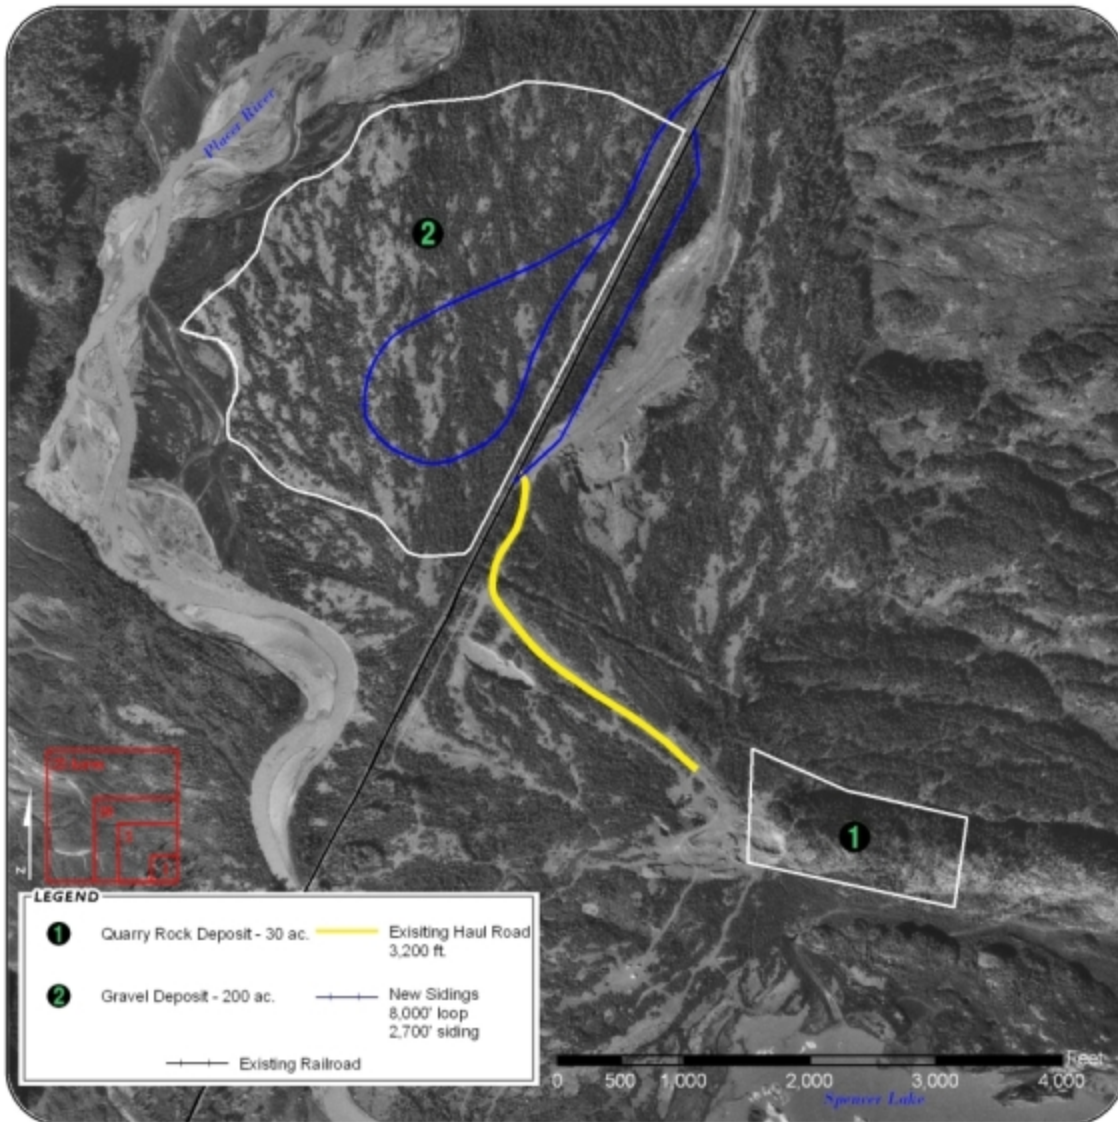 Placer River
2
1
N
LEGEND
1 Quarry Rock Deposit - 30 ac.
Exisiting Haul Road
3,200 ft.
2 Gravel Deposit - 200 ac.
New Sidings
8,000' loop
2,700' siding
Existing Railroad
Feet
0 500 1,000 2,000 3,000 4,000
Spencer Lake